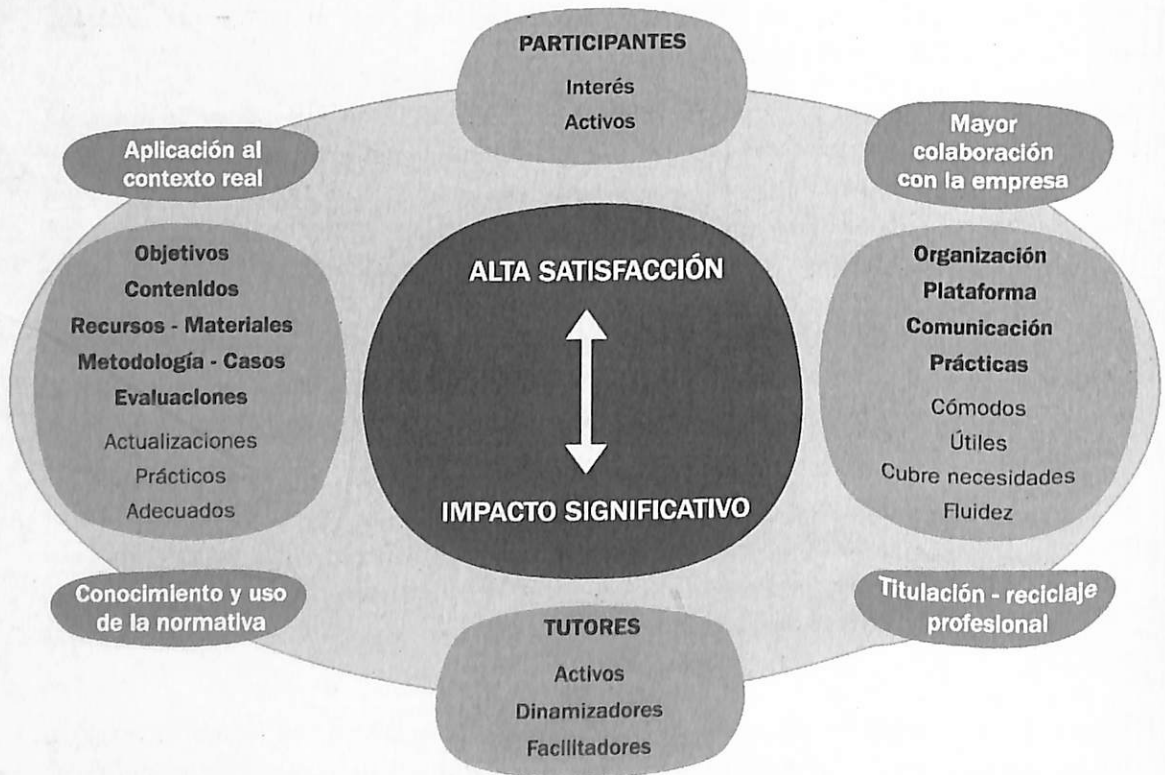 PARTICIPANTES
Interés
Activos
Aplicación al
contexto real
Mayor
colaboración
con la empresa
Objetivos
Contenidos
Recursos - Materiales
Metodología - Casos
Evaluaciones
Actualizaciones
Prácticos
Adecuados
ALTA SATISFACCIÓN
IMPACTO SIGNIFICATIVO
Organización
Plataforma
Comunicación
Prácticas
Cómodos
Útiles
Cubre necesidades
Fluidez
Conocimiento y uso
de la normativa
TUTORES
Activos
Dinamizadores
Facilitadores
Titulación - reciclaje
profesional